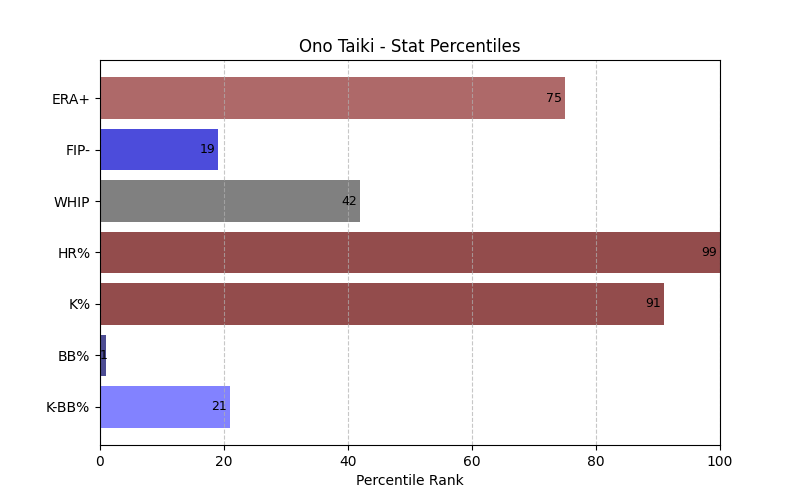 Ono Taiki - Stat Percentiles
ERA+ 75
FIP- 19
WHIP 42
HR% 99
K% 91
BB% 1
K-BB% 21
0 20 40 60 80 100
Percentile Rank